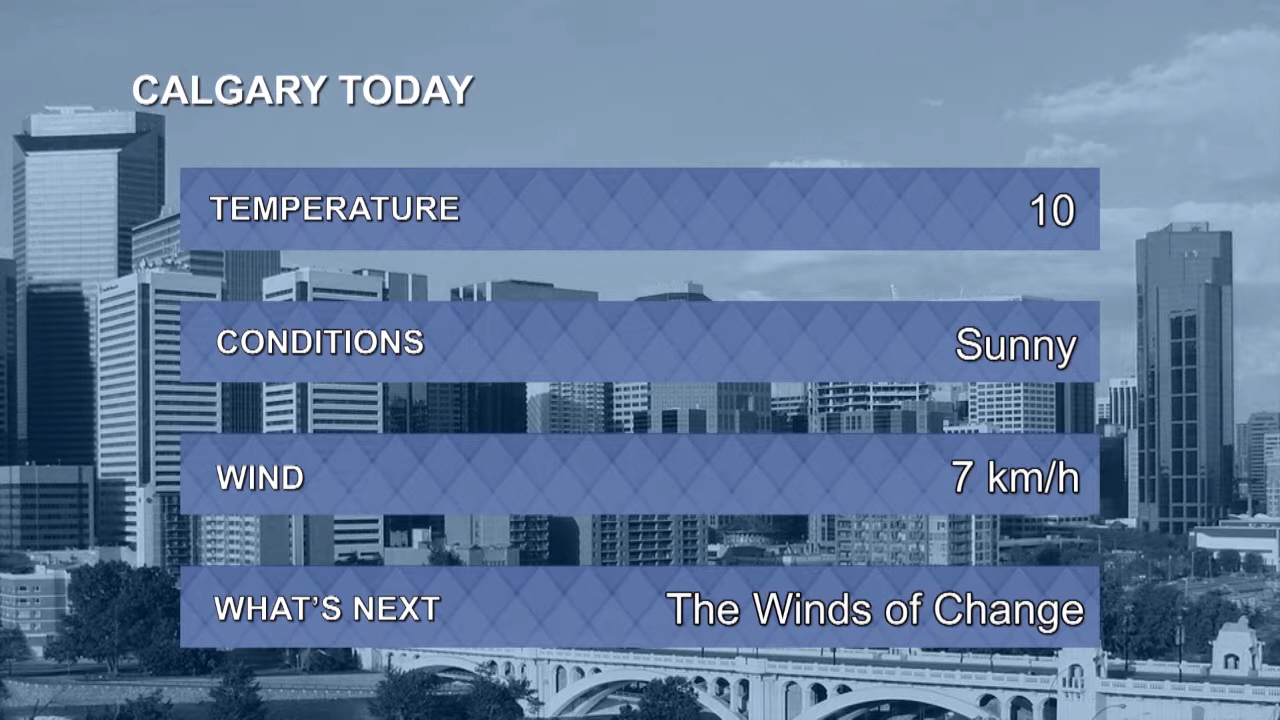 CALGARY TODAY
TEMPERATURE 10
CONDITIONS Sunny
WIND 7 km/h
WHAT’S NEXT The Winds of Change